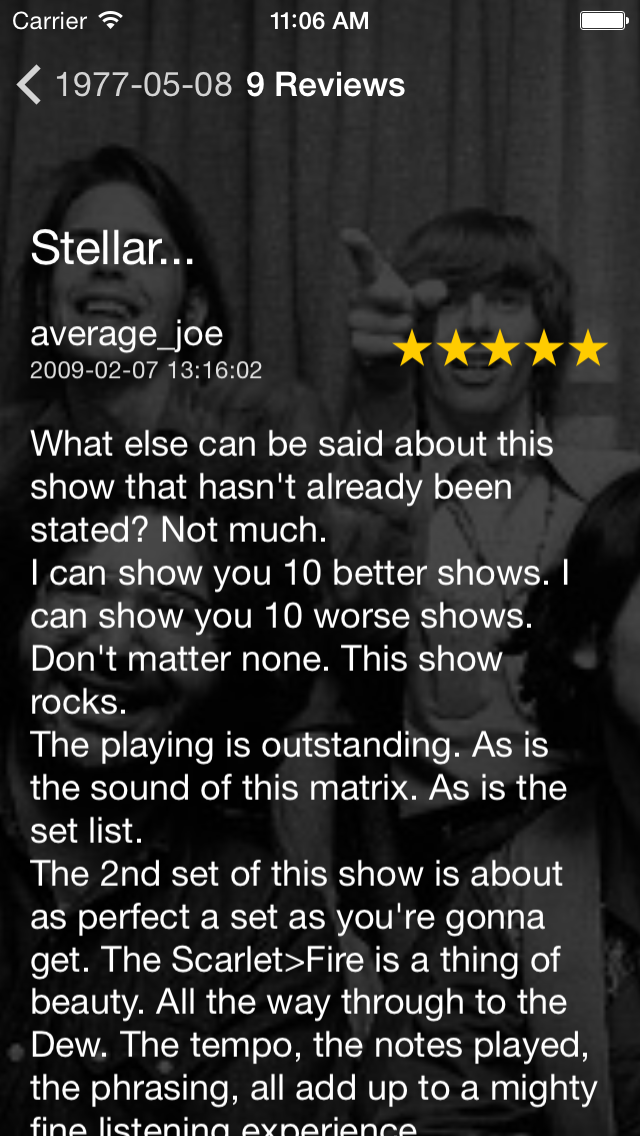 Carrier 11:06 AM
1977-05-08 9 Reviews
Stellar...
average_joe
2009-02-07 13:16:02
What else can be said about this
show that hasn't already been
stated? Not much.
I can show you 10 better shows. I
can show you 10 worse shows.
Don't matter none. This show
rocks.
The playing is outstanding. As is
the sound of this matrix. As is the
set list.
The 2nd set of this show is about
as perfect a set as you're gonna
get. The Scarlet>Fire is a thing of
beauty. All the way through to the
Dew. The tempo, the notes played,
the phrasing, all add up to a mighty
fine listening experience